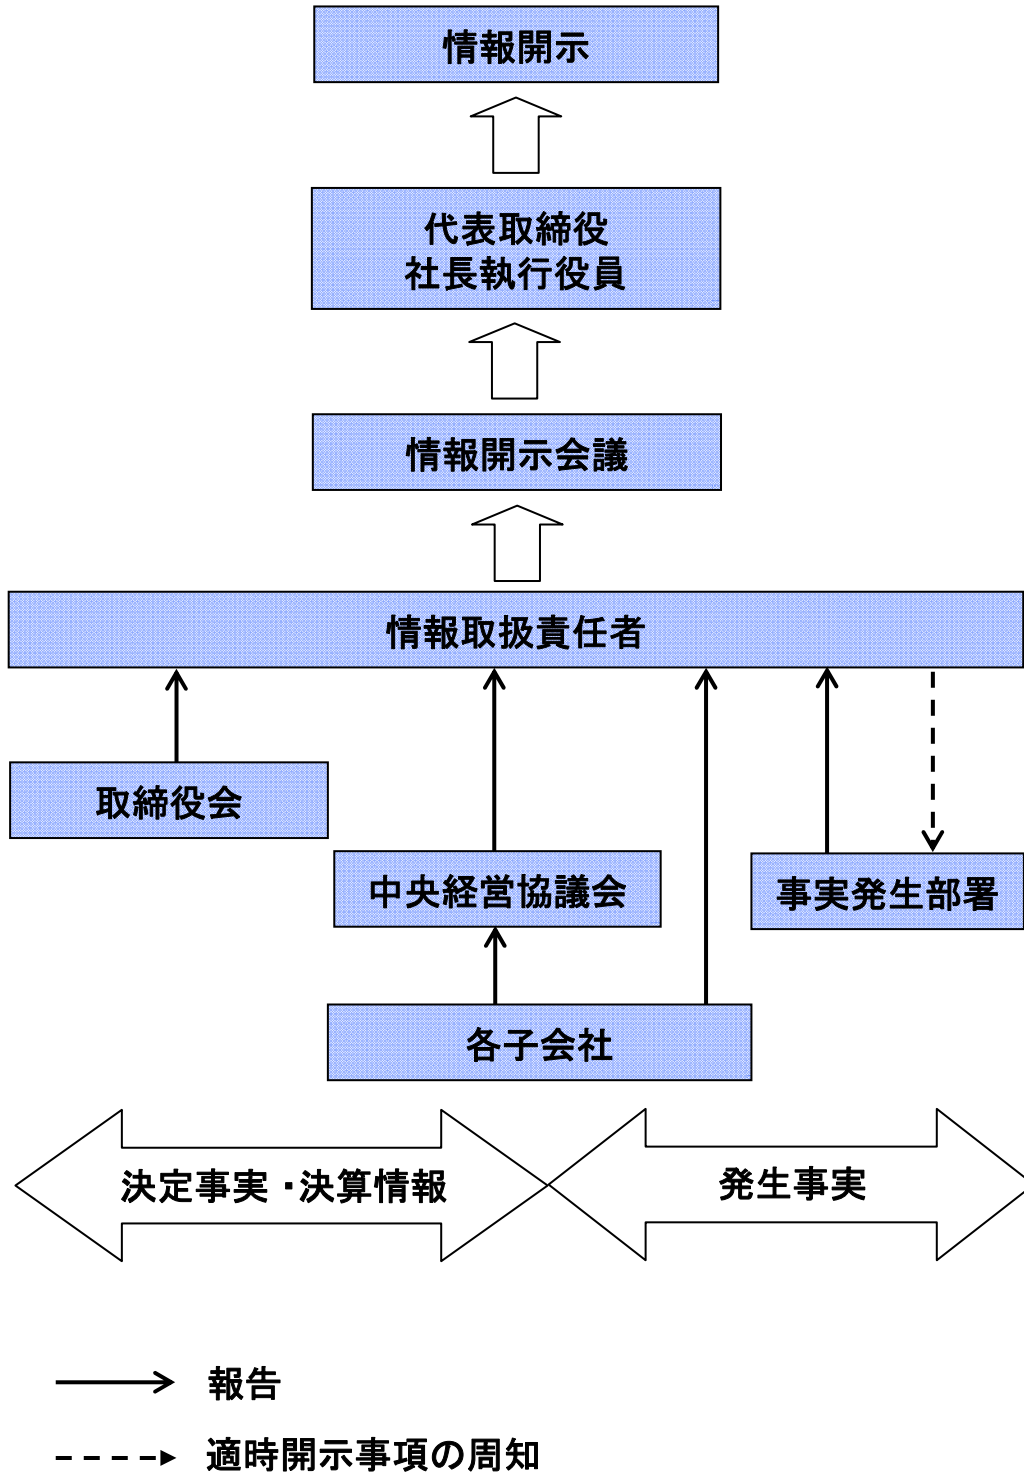 情報開示
代表取締役
社長執行役員
情報開示会議
情報取扱責任者
取締役会
中央経営協議会
事実発生部署
各子会社
決定事実・決算情報
発生事実
報告
適時開示事項の周知